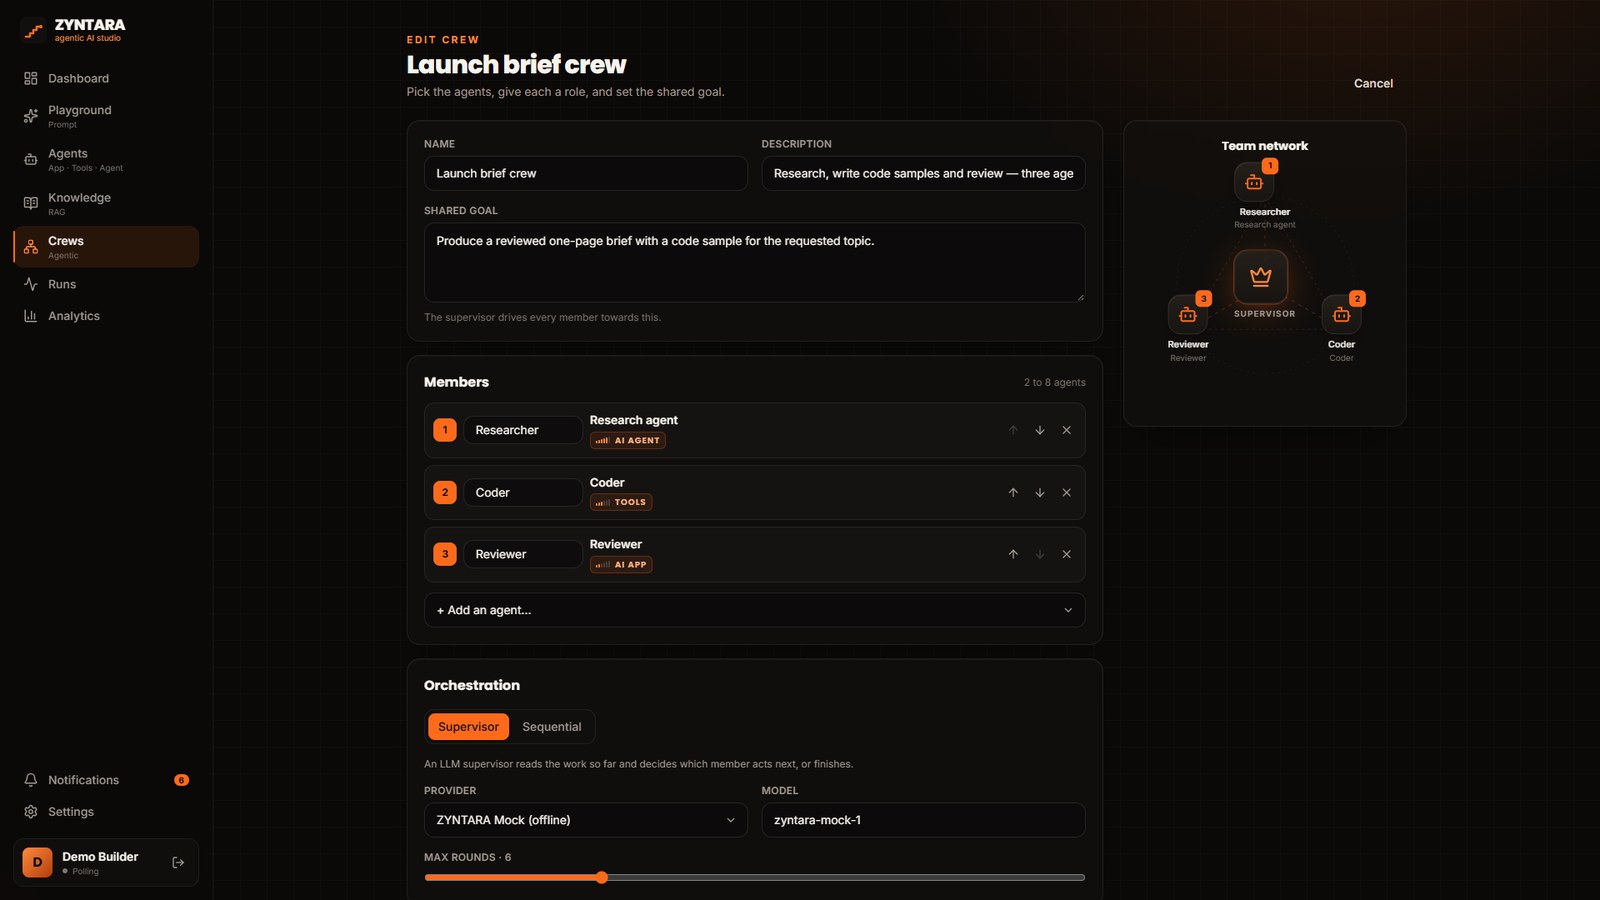 ZYNTARA
agentic AI studio
Dashboard
Playground
Prompt
Agents
App · Tools · Agent
Knowledge
RAG
Crews
Agentic
Runs
Analytics
Notifications
6
Settings
D
Demo Builder
Polling
EDIT CREW
Launch brief crew
Pick the agents, give each a role, and set the shared goal.
Cancel
NAME
Launch brief crew
DESCRIPTION
Research, write code samples and review — three age
SHARED GOAL
Produce a reviewed one-page brief with a code sample for the requested topic.
The supervisor drives every member towards this.
Members
2 to 8 agents
1
Researcher
Research agent
AI AGENT
2
Coder
Coder
TOOLS
3
Reviewer
Reviewer
AI APP
+ Add an agent...
Orchestration
Supervisor
Sequential
An LLM supervisor reads the work so far and decides which member acts next, or finishes.
PROVIDER
ZYNTARA Mock (offline)
MODEL
zyntara-mock-1
MAX ROUNDS · 6
Team network
1
Researcher
Research agent
SUPERVISOR
3
Reviewer
Reviewer
2
Coder
Coder